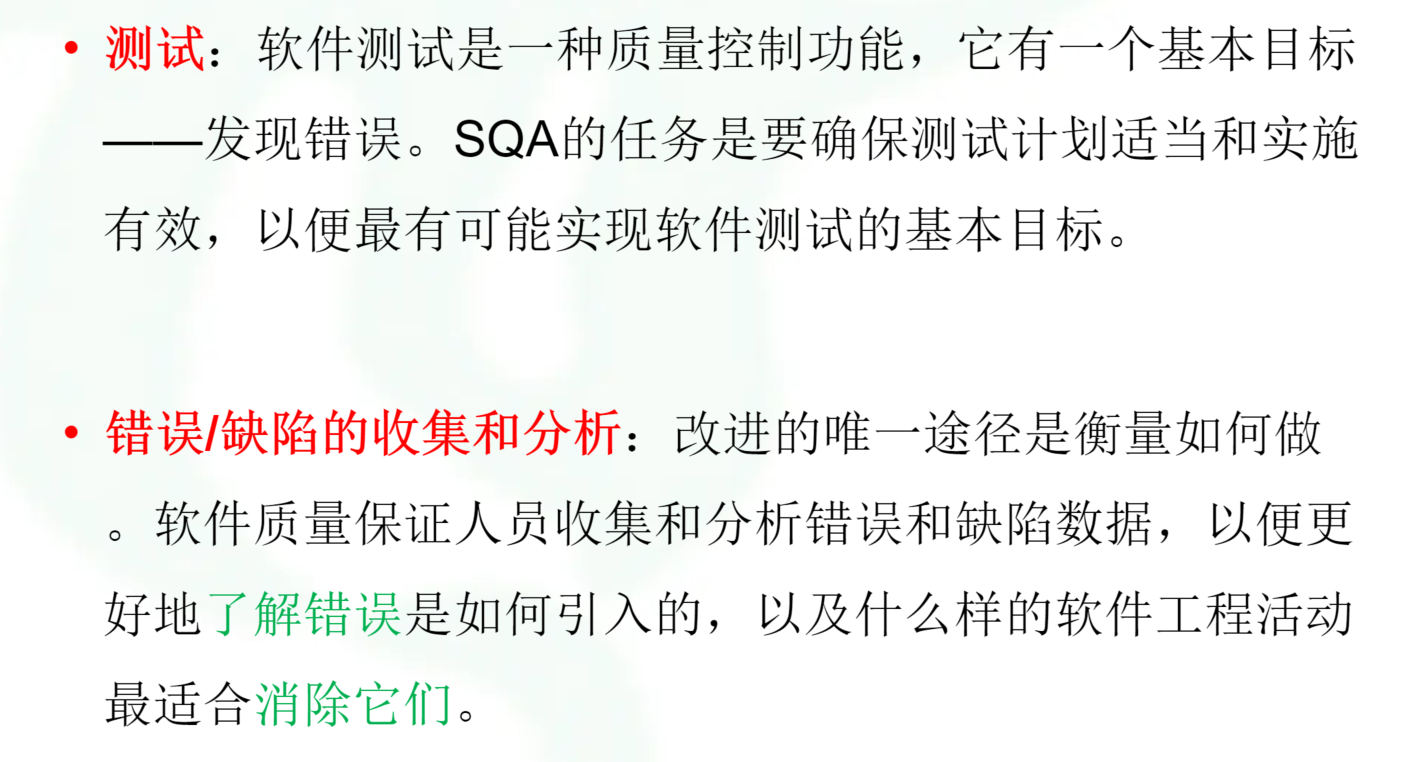 • 测试：软件测试是一种质量控制功能，它有一个基本目标
——发现错误。SQA的任务是要确保测试计划适当和实施
有效，以便最有可能实现软件测试的基本目标。
• 错误/缺陷的收集和分析：改进的唯一途径是衡量如何做
。软件质量保证人员收集和分析错误和缺陷数据，以便更
好地了解错误是如何引入的，以及什么样的软件工程活动
最适合消除它们。